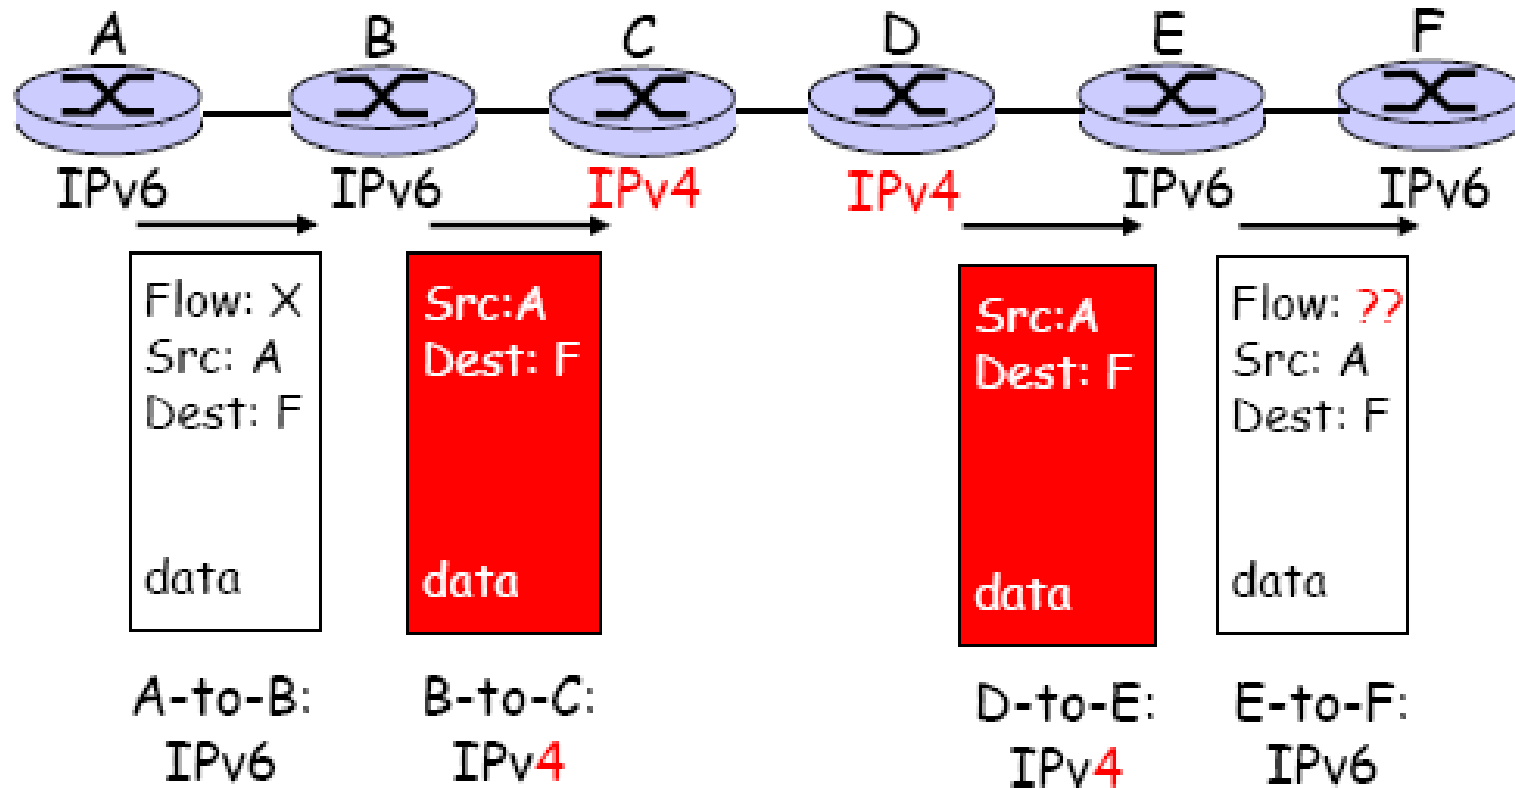 A B C D E F
IPv6 IPv6 IPv4 IPv4 IPv6 IPv6
Flow: X
Src: A
Dest: F
data
Src:A
Dest: F
data
Src:A
Dest: F
data
Flow: ??
Src: A
Dest: F
data
A-to-B:
IPv6
B-to-C:
IPv4
D-to-E:
IPv4
E-to-F:
IPv6